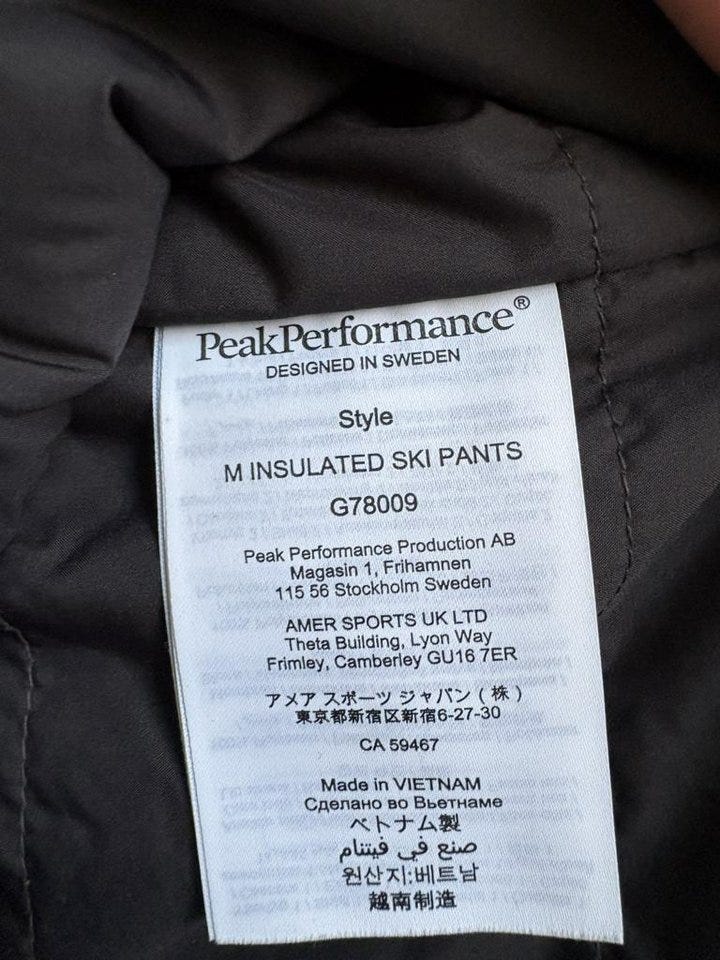 PeakPerformance®
DESIGNED IN SWEDEN
Style
M INSULATED SKI PANTS
G78009
Peak Performance Production AB
Magasin 1, Frihamnen
115 56 Stockholm Sweden
AMER SPORTS UK LTD
Theta Building, Lyon Way
Frimley, Camberley GU16 7ER
アメア スポーツ ジャパン ( 株 )
東京都新宿区新宿6-27-30
CA 59467
Made in VIETNAM
Сделано во Вьетнаме
ベトナム製
صنع في فيتنام
원산지:베트남
越南制造